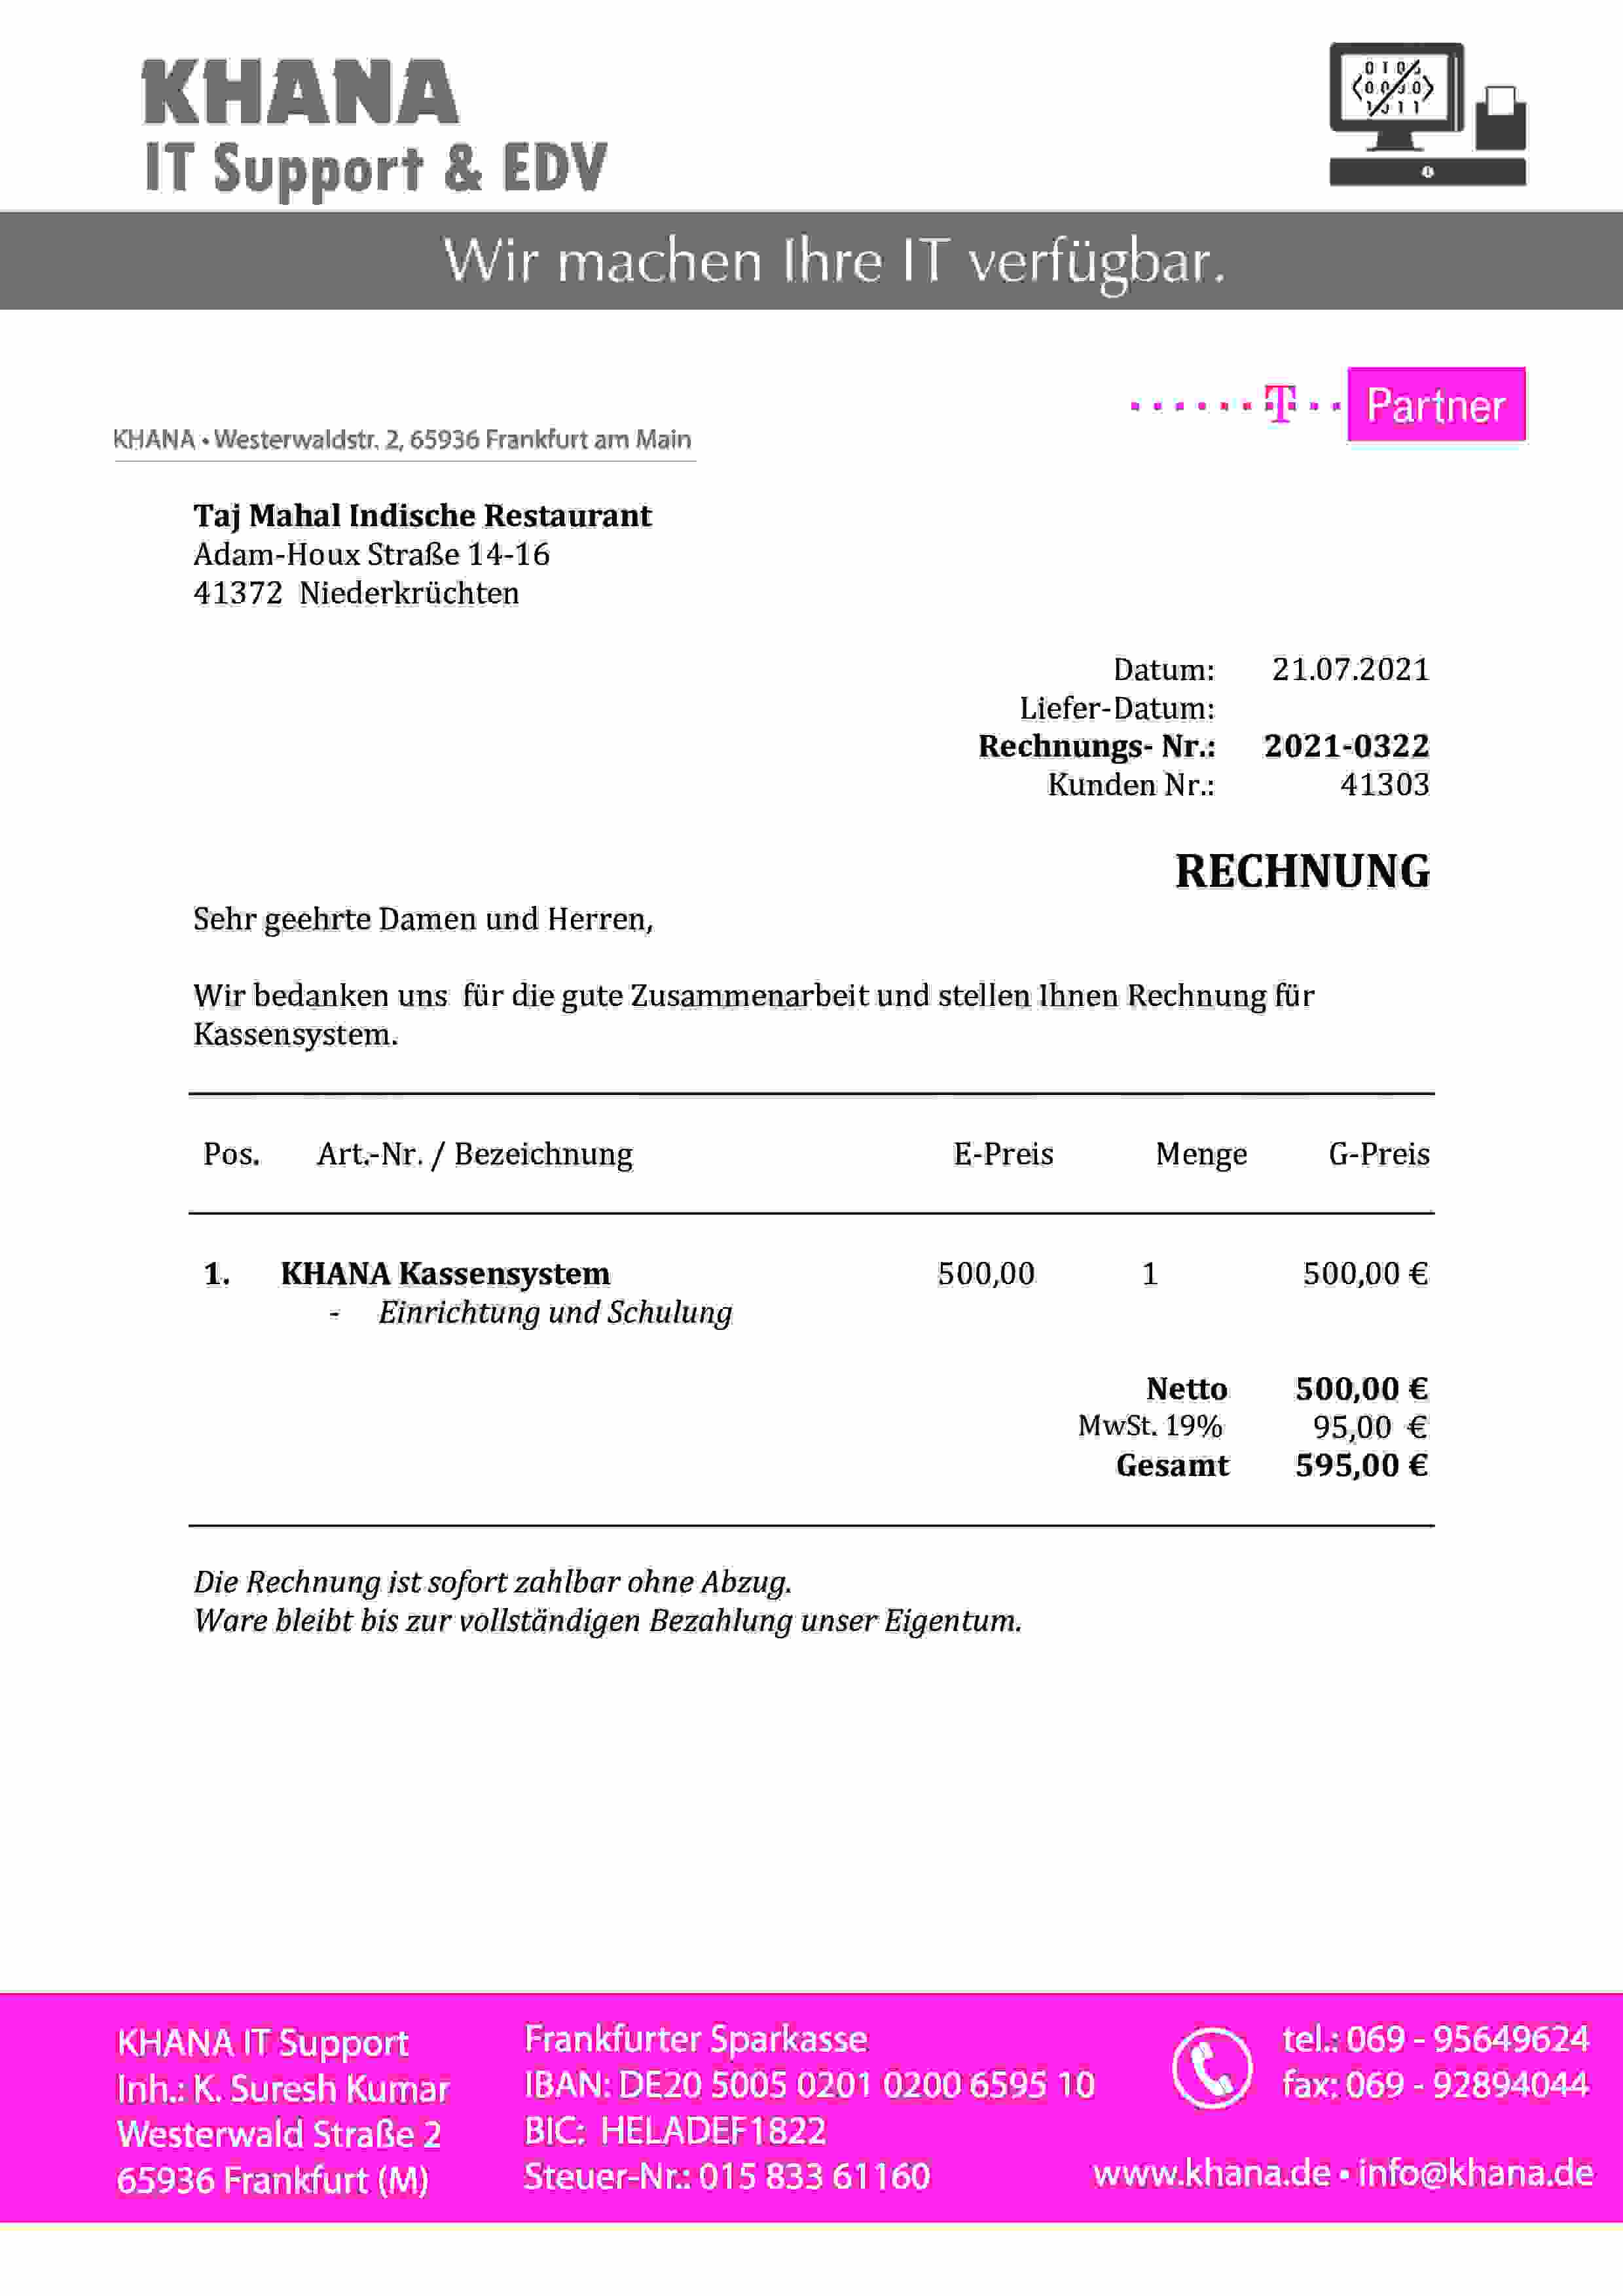 KHANA
IT Support & EDV
Wir machen Ihre IT verfügbar.
T Partner
KHANA • Westerwaldstr. 2, 65936 Frankfurt am Main
Taj Mahal Indische Restaurant
Adam-Houx Straße 14-16
41372 Niederkrüchten
Datum: 21.07.2021
Liefer-Datum:
Rechnungs- Nr.: 2021-0322
Kunden Nr.: 41303
RECHNUNG
Sehr geehrte Damen und Herren,
Wir bedanken uns für die gute Zusammenarbeit und stellen Ihnen Rechnung für
Kassensystem.
Pos. Art.-Nr. / Bezeichnung E-Preis Menge G-Preis
1. KHANA Kassensystem 500,00 1 500,00 €
- Einrichtung und Schulung
Netto 500,00 €
MwSt. 19% 95,00 €
Gesamt 595,00 €
Die Rechnung ist sofort zahlbar ohne Abzug.
Ware bleibt bis zur vollständigen Bezahlung unser Eigentum.
KHANA IT Support
Inh.: K. Suresh Kumar
Westerwald Straße 2
65936 Frankfurt (M)
Frankfurter Sparkasse
IBAN: DE20 5005 0201 0200 6595 10
BIC: HELADEF1822
Steuer-Nr.: 015 833 61160
tel.: 069 - 95649624
fax: 069 - 92894044
www.khana.de • info@khana.de